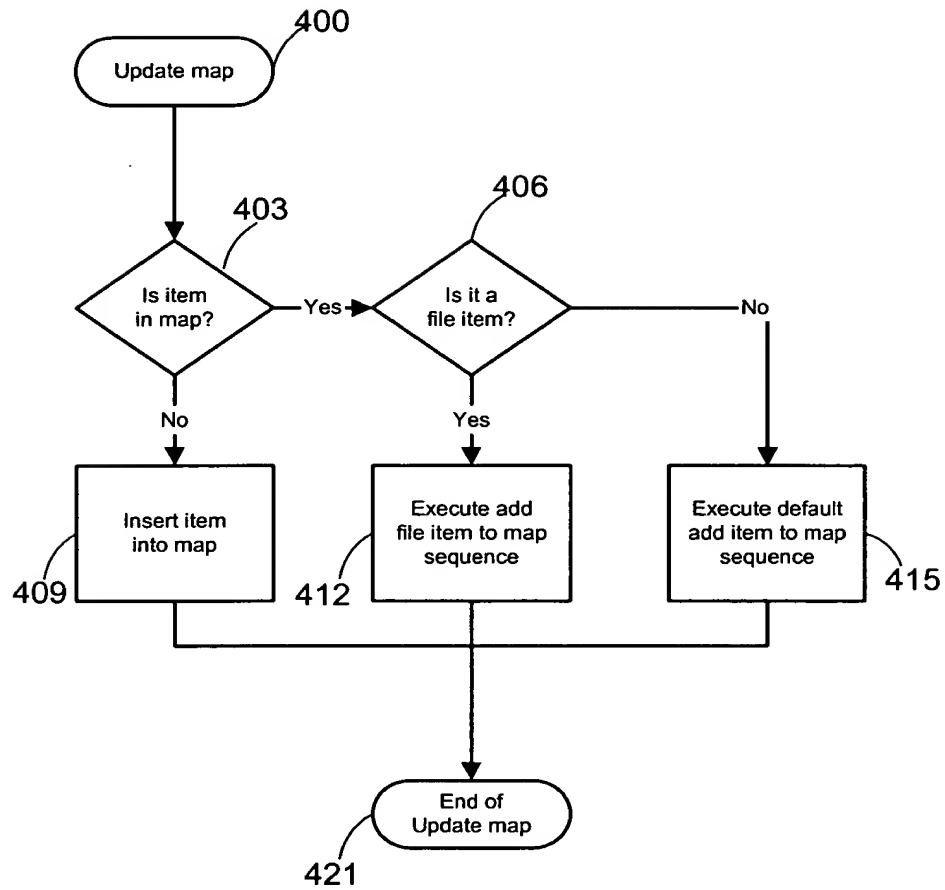 400
Update map
403
406
Is item
in map?
Yes
Is it a
file item?
No
No
Yes
Insert item
into map
Execute add
file item to map
sequence
Execute default
add item to map
sequence
409
412
415
End of
Update map
421